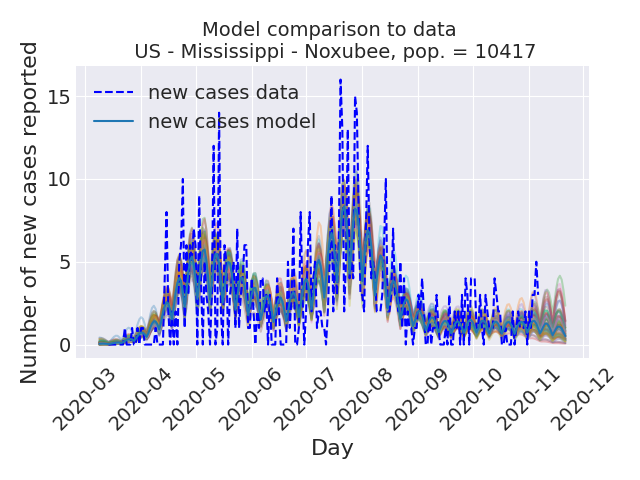 Model comparison to data
US - Mississippi - Noxubee, pop. = 10417
Number of new cases reported
15
10
5
0
new cases data
new cases model
2020-03
2020-04
2020-05
2020-06
2020-07
2020-08
2020-09
2020-10
2020-11
2020-12
Day